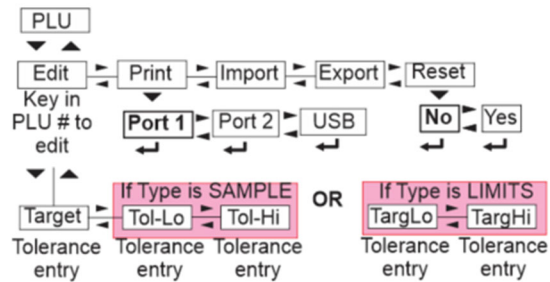 PLU
Edit Print Import Export Reset
Key in
PLU # to
edit
Port 1 Port 2 USB No Yes
If Type is SAMPLE OR If Type is LIMITS
Target Tol-Lo Tol-Hi TargLo TargHi
Tolerance Tolerance Tolerance Tolerance Tolerance
entry entry entry entry entry